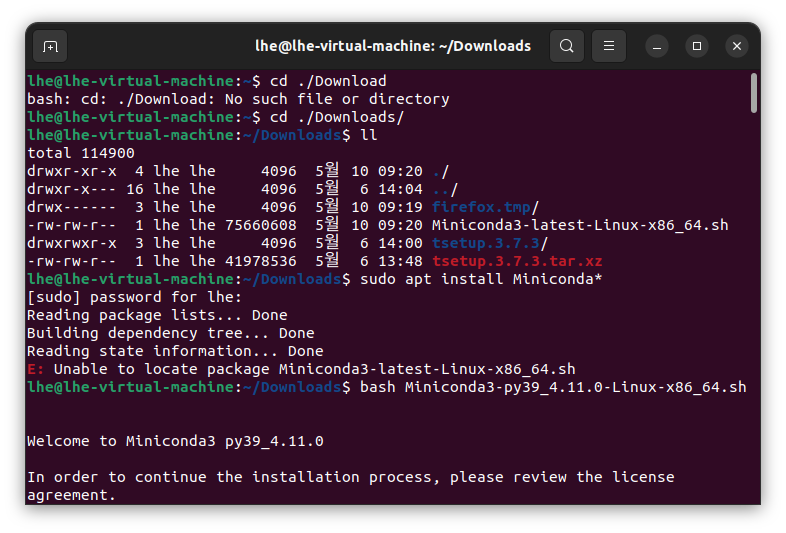 lhe@lhe-virtual-machine: ~/Downloads
lhe@lhe-virtual-machine:~$ cd ./Download
bash: cd: ./Download: No such file or directory
lhe@lhe-virtual-machine:~$ cd ./Downloads/
lhe@lhe-virtual-machine:~/Downloads$ ll
total 114900
drwxr-xr-x  4 lhe lhe     4096  5월 10 09:20 ./
drwxr-x--- 16 lhe lhe     4096  5월  6 14:04 ../
drwx------  3 lhe lhe     4096  5월 10 09:19 firefox.tmp/
-rw-rw-r--  1 lhe lhe 75660608  5월 10 09:20 Miniconda3-latest-Linux-x86_64.sh
drwxrwxr-x  3 lhe lhe     4096  5월  6 14:00 tsetup.3.7.3/
-rw-rw-r--  1 lhe lhe 41978536  5월  6 13:48 tsetup.3.7.3.tar.xz
lhe@lhe-virtual-machine:~/Downloads$ sudo apt install Miniconda*
[sudo] password for lhe:
Reading package lists... Done
Building dependency tree... Done
Reading state information... Done
E: Unable to locate package Miniconda3-latest-Linux-x86_64.sh
lhe@lhe-virtual-machine:~/Downloads$ bash Miniconda3-py39_4.11.0-Linux-x86_64.sh
Welcome to Miniconda3 py39_4.11.0
In order to continue the installation process, please review the license
agreement.